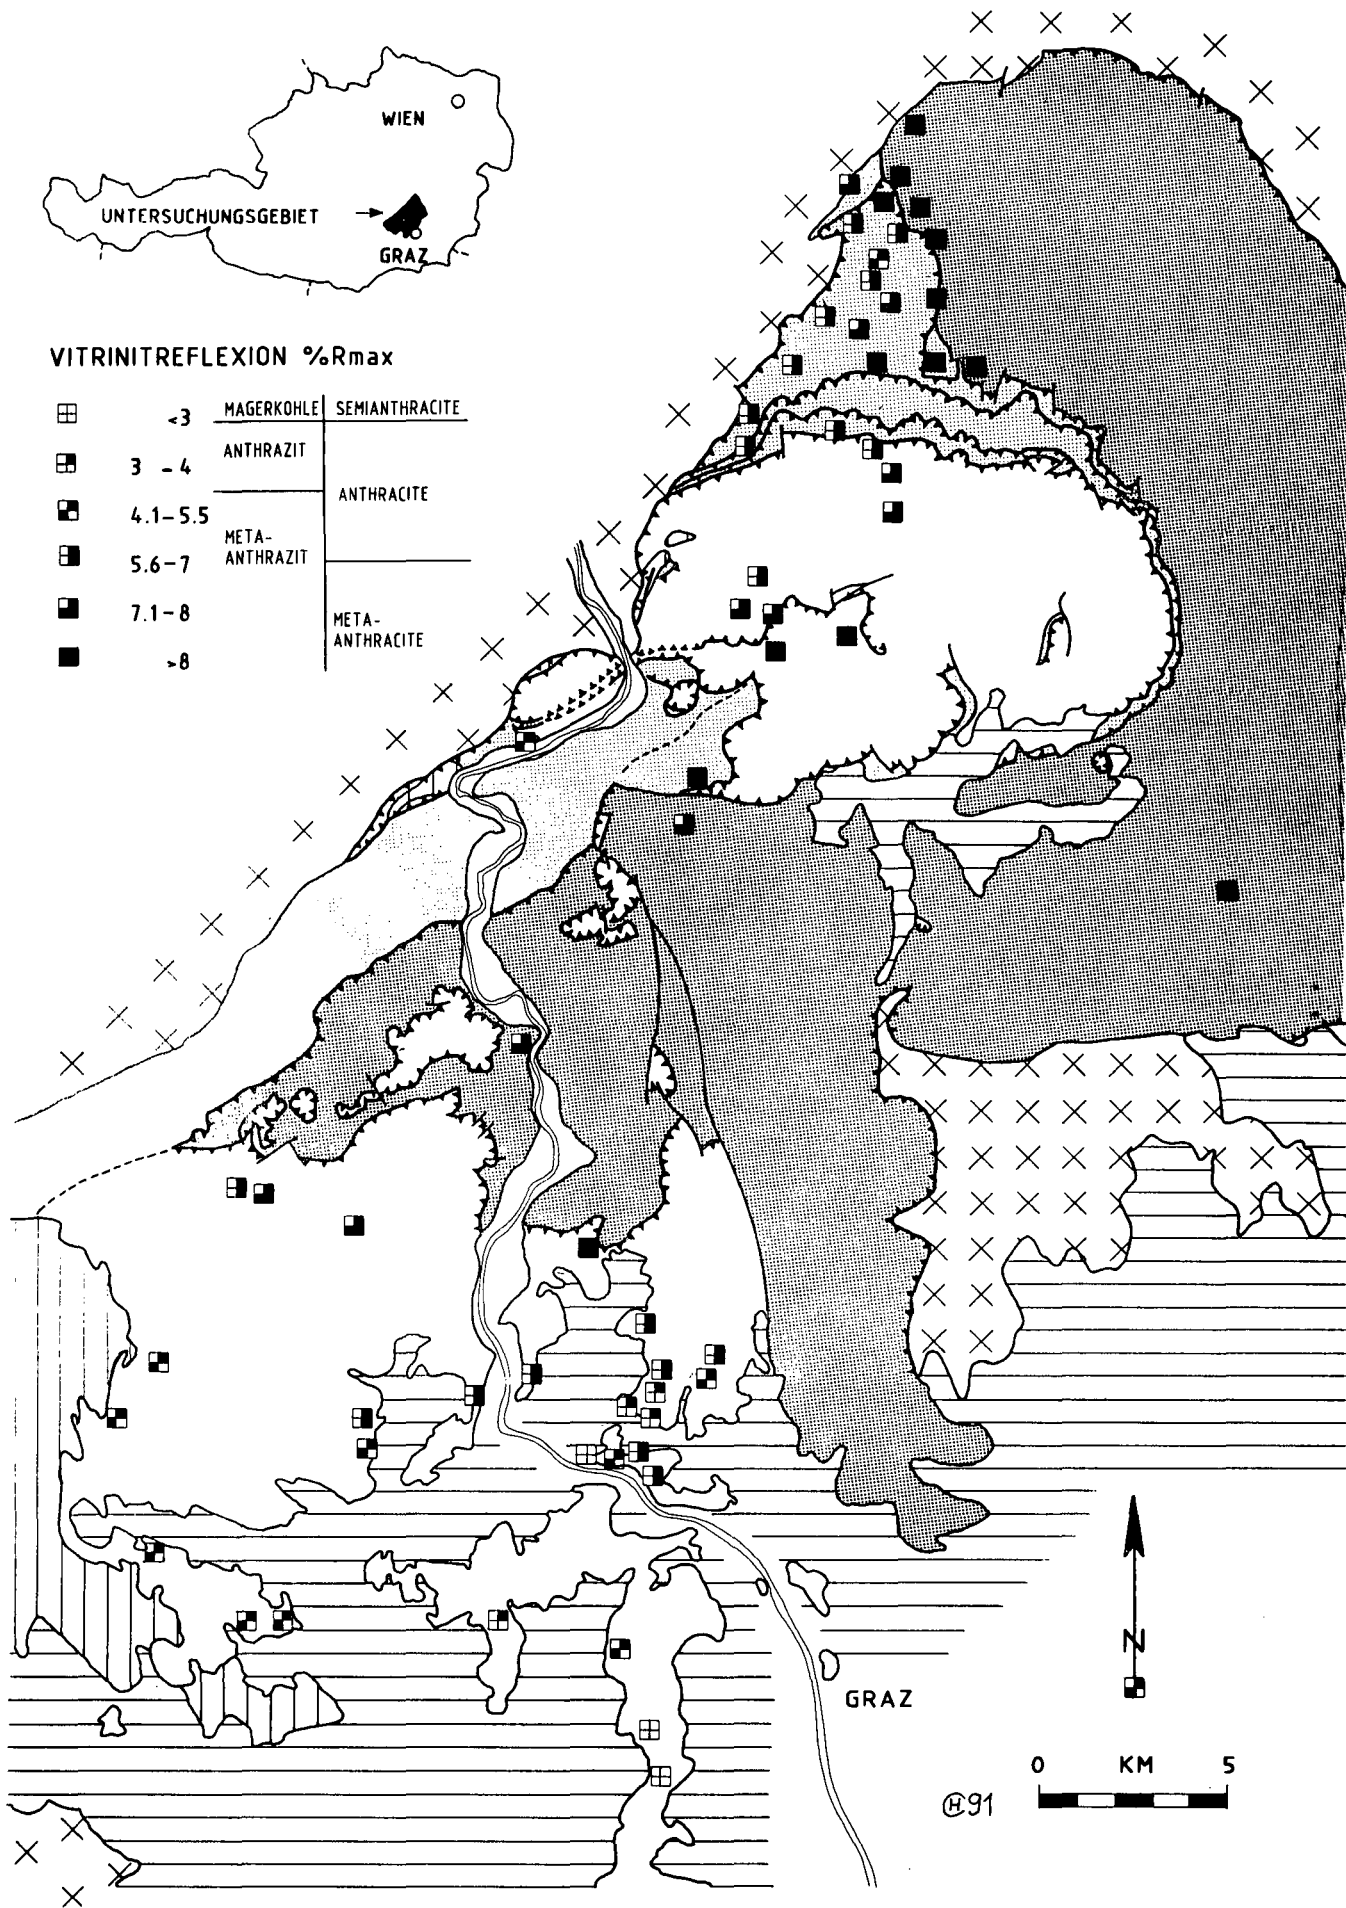 WIEN
UNTERSUCHUNGSGEBIET
GRAZ
VITRINITREFLEXION %Rmax
<3 MAGERKOHLE SEMIANTHRACITE
3 - 4 ANTHRAZIT
4.1-5.5 ANTHRACITE
5.6-7 META-
ANTHRAZIT
7.1-8 META-
ANTHRACITE
>8
N
GRAZ
0 KM 5
H 91